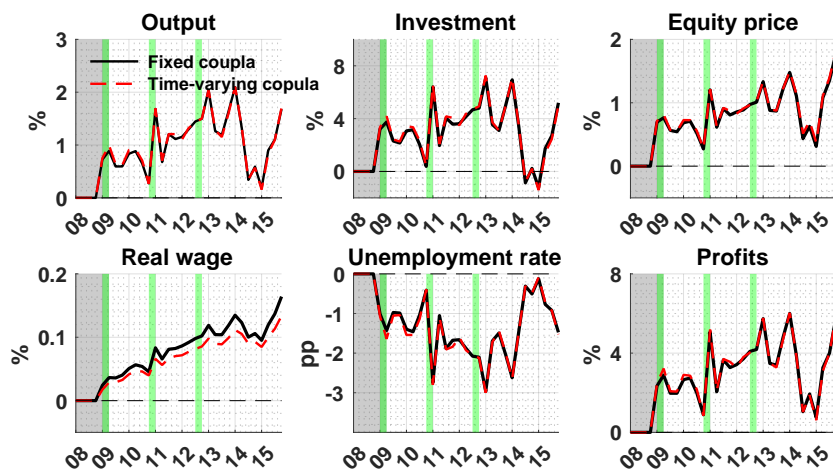 Output
Investment
Equity price
3
2
1
0
%
Fixed coupla
Time-varying copula
08 09 10 11 12 13 14 15
8
4
0
%
08 09 10 11 12 13 14 15
2
1
0
%
08 09 10 11 12 13 14 15
Real wage
Unemployment rate
Profits
0.2
0.1
0
%
08 09 10 11 12 13 14 15
0
-1
-2
-3
pp
08 09 10 11 12 13 14 15
8
4
0
%
08 09 10 11 12 13 14 15